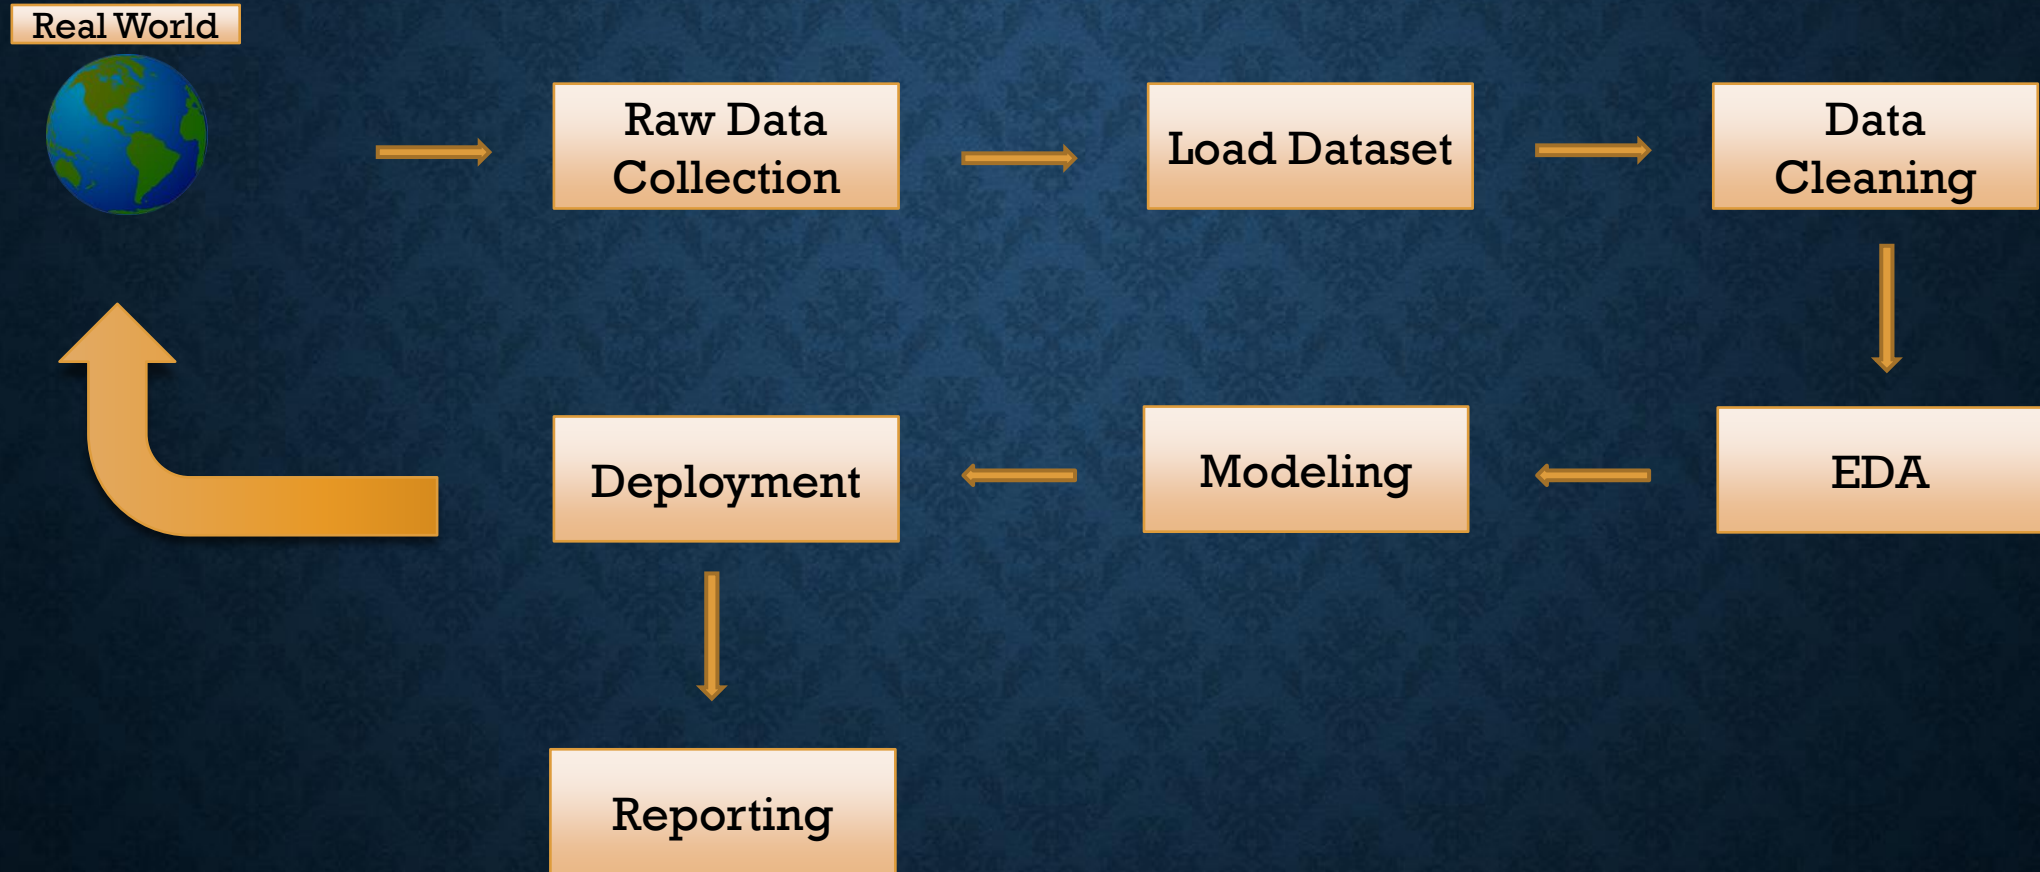 Real World
Raw Data
Collection
Load Dataset
Data
Cleaning
Deployment
Modeling
EDA
Reporting